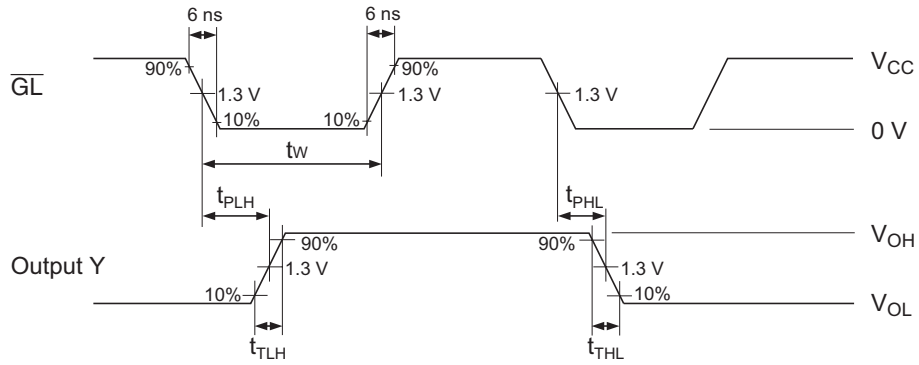 6 ns 6 ns
90% 90% V_CC
G̅L̅ 1.3 V 1.3 V 1.3 V
10% 10% 0 V
t_W
t_PLH t_PHL
90% 90% V_OH
Output Y 1.3 V 1.3 V
10% 10% V_OL
t_TLH t_THL